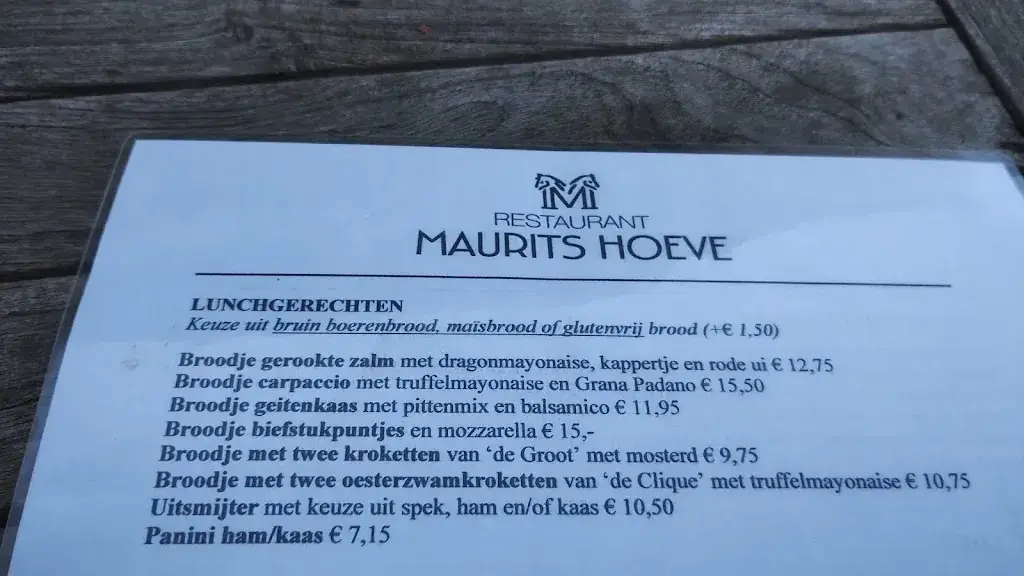 M
RESTAURANT
MAURITS HOEVE
LUNCHGERECHTEN
Keuze uit bruin boerenbrood, maïsbrood of glutenvrij brood (+€ 1,50)
Broodje gerookte zalm met dragonmayonaise, kappertje en rode ui € 12,75
Broodje carpaccio met truffelmayonaise en Grana Padano € 15,50
Broodje geitenkaas met pittenmix en balsamico € 11,95
Broodje biefstukpuntjes en mozzarella € 15,-
Broodje met twee kroketten van ‘de Groot’ met mosterd € 9,75
Broodje met twee oesterzwamkroketten van ‘de Clique’ met truffelmayonaise € 10,75
Uitsmijter met keuze uit spek, ham en/of kaas € 10,50
Panini ham/kaas € 7,15